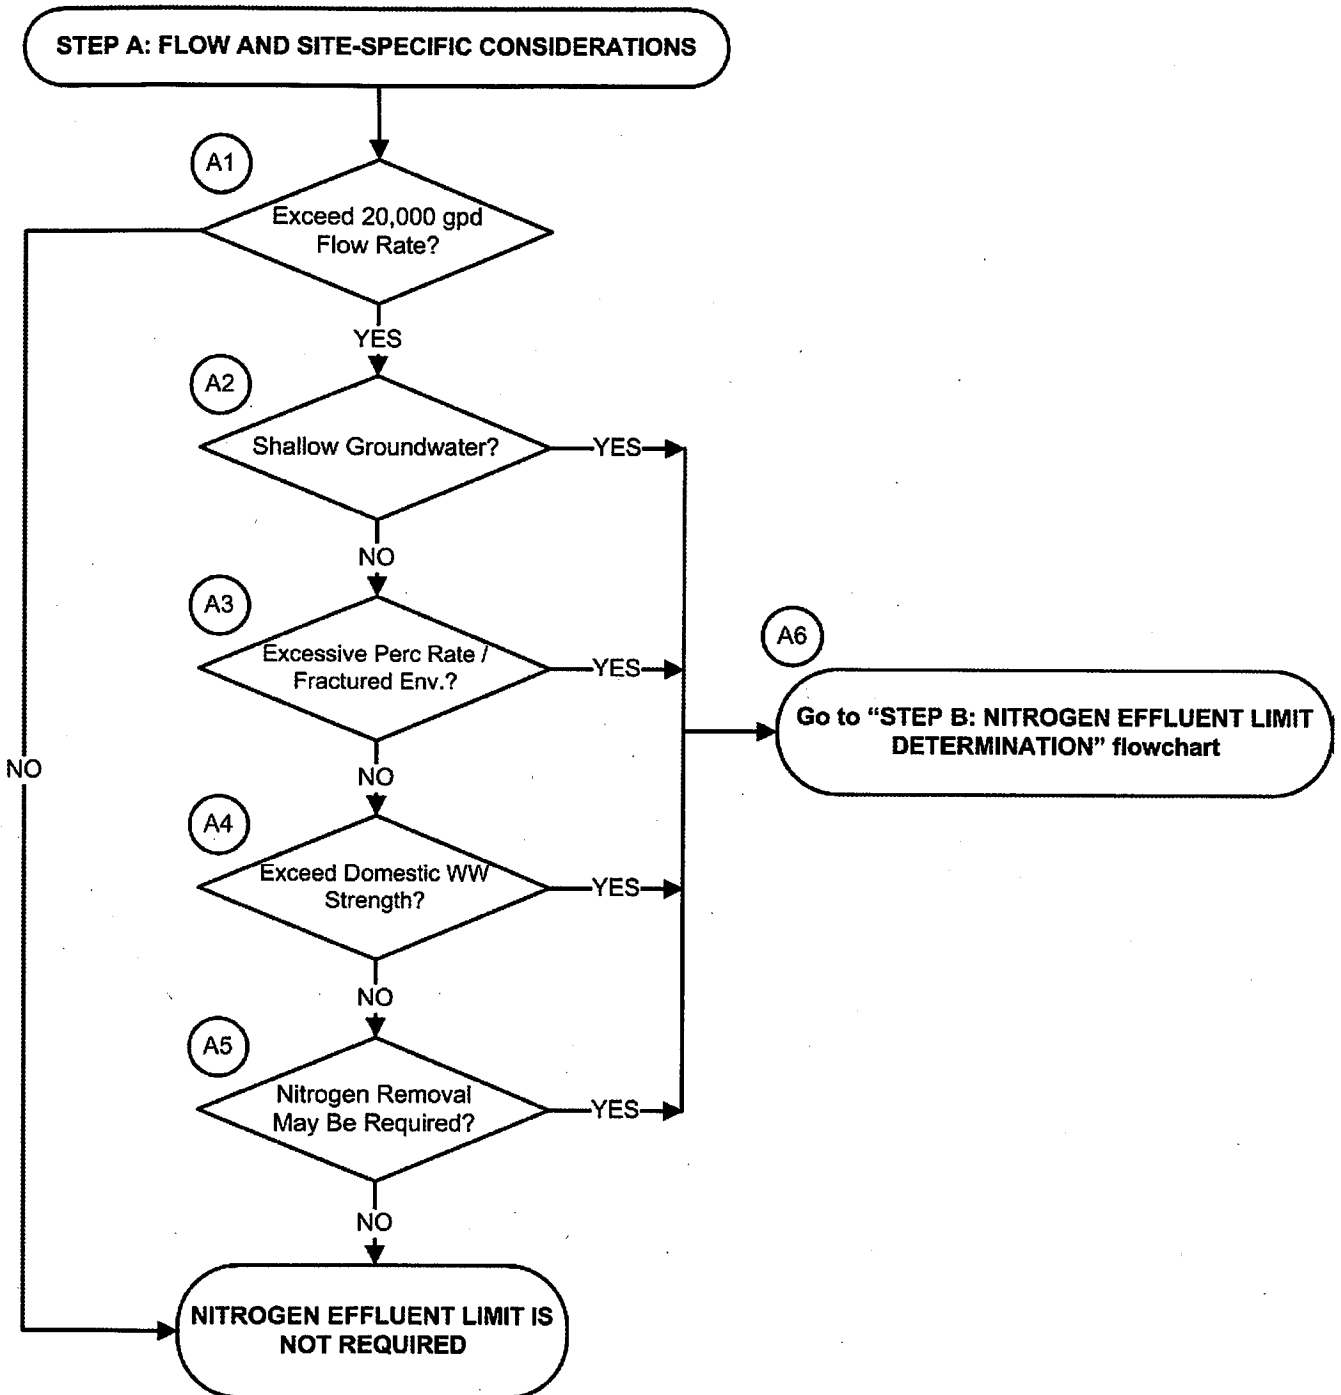 STEP A: FLOW AND SITE-SPECIFIC CONSIDERATIONS
A1
Exceed 20,000 gpd
Flow Rate?
YES
A2
Shallow Groundwater?
YES
NO
A3
Excessive Perc Rate /
Fractured Env.?
YES
A6
Go to “STEP B: NITROGEN EFFLUENT LIMIT
DETERMINATION” flowchart
NO
NO
A4
Exceed Domestic WW
Strength?
YES
NO
A5
Nitrogen Removal
May Be Required?
YES
NO
NITROGEN EFFLUENT LIMIT IS
NOT REQUIRED